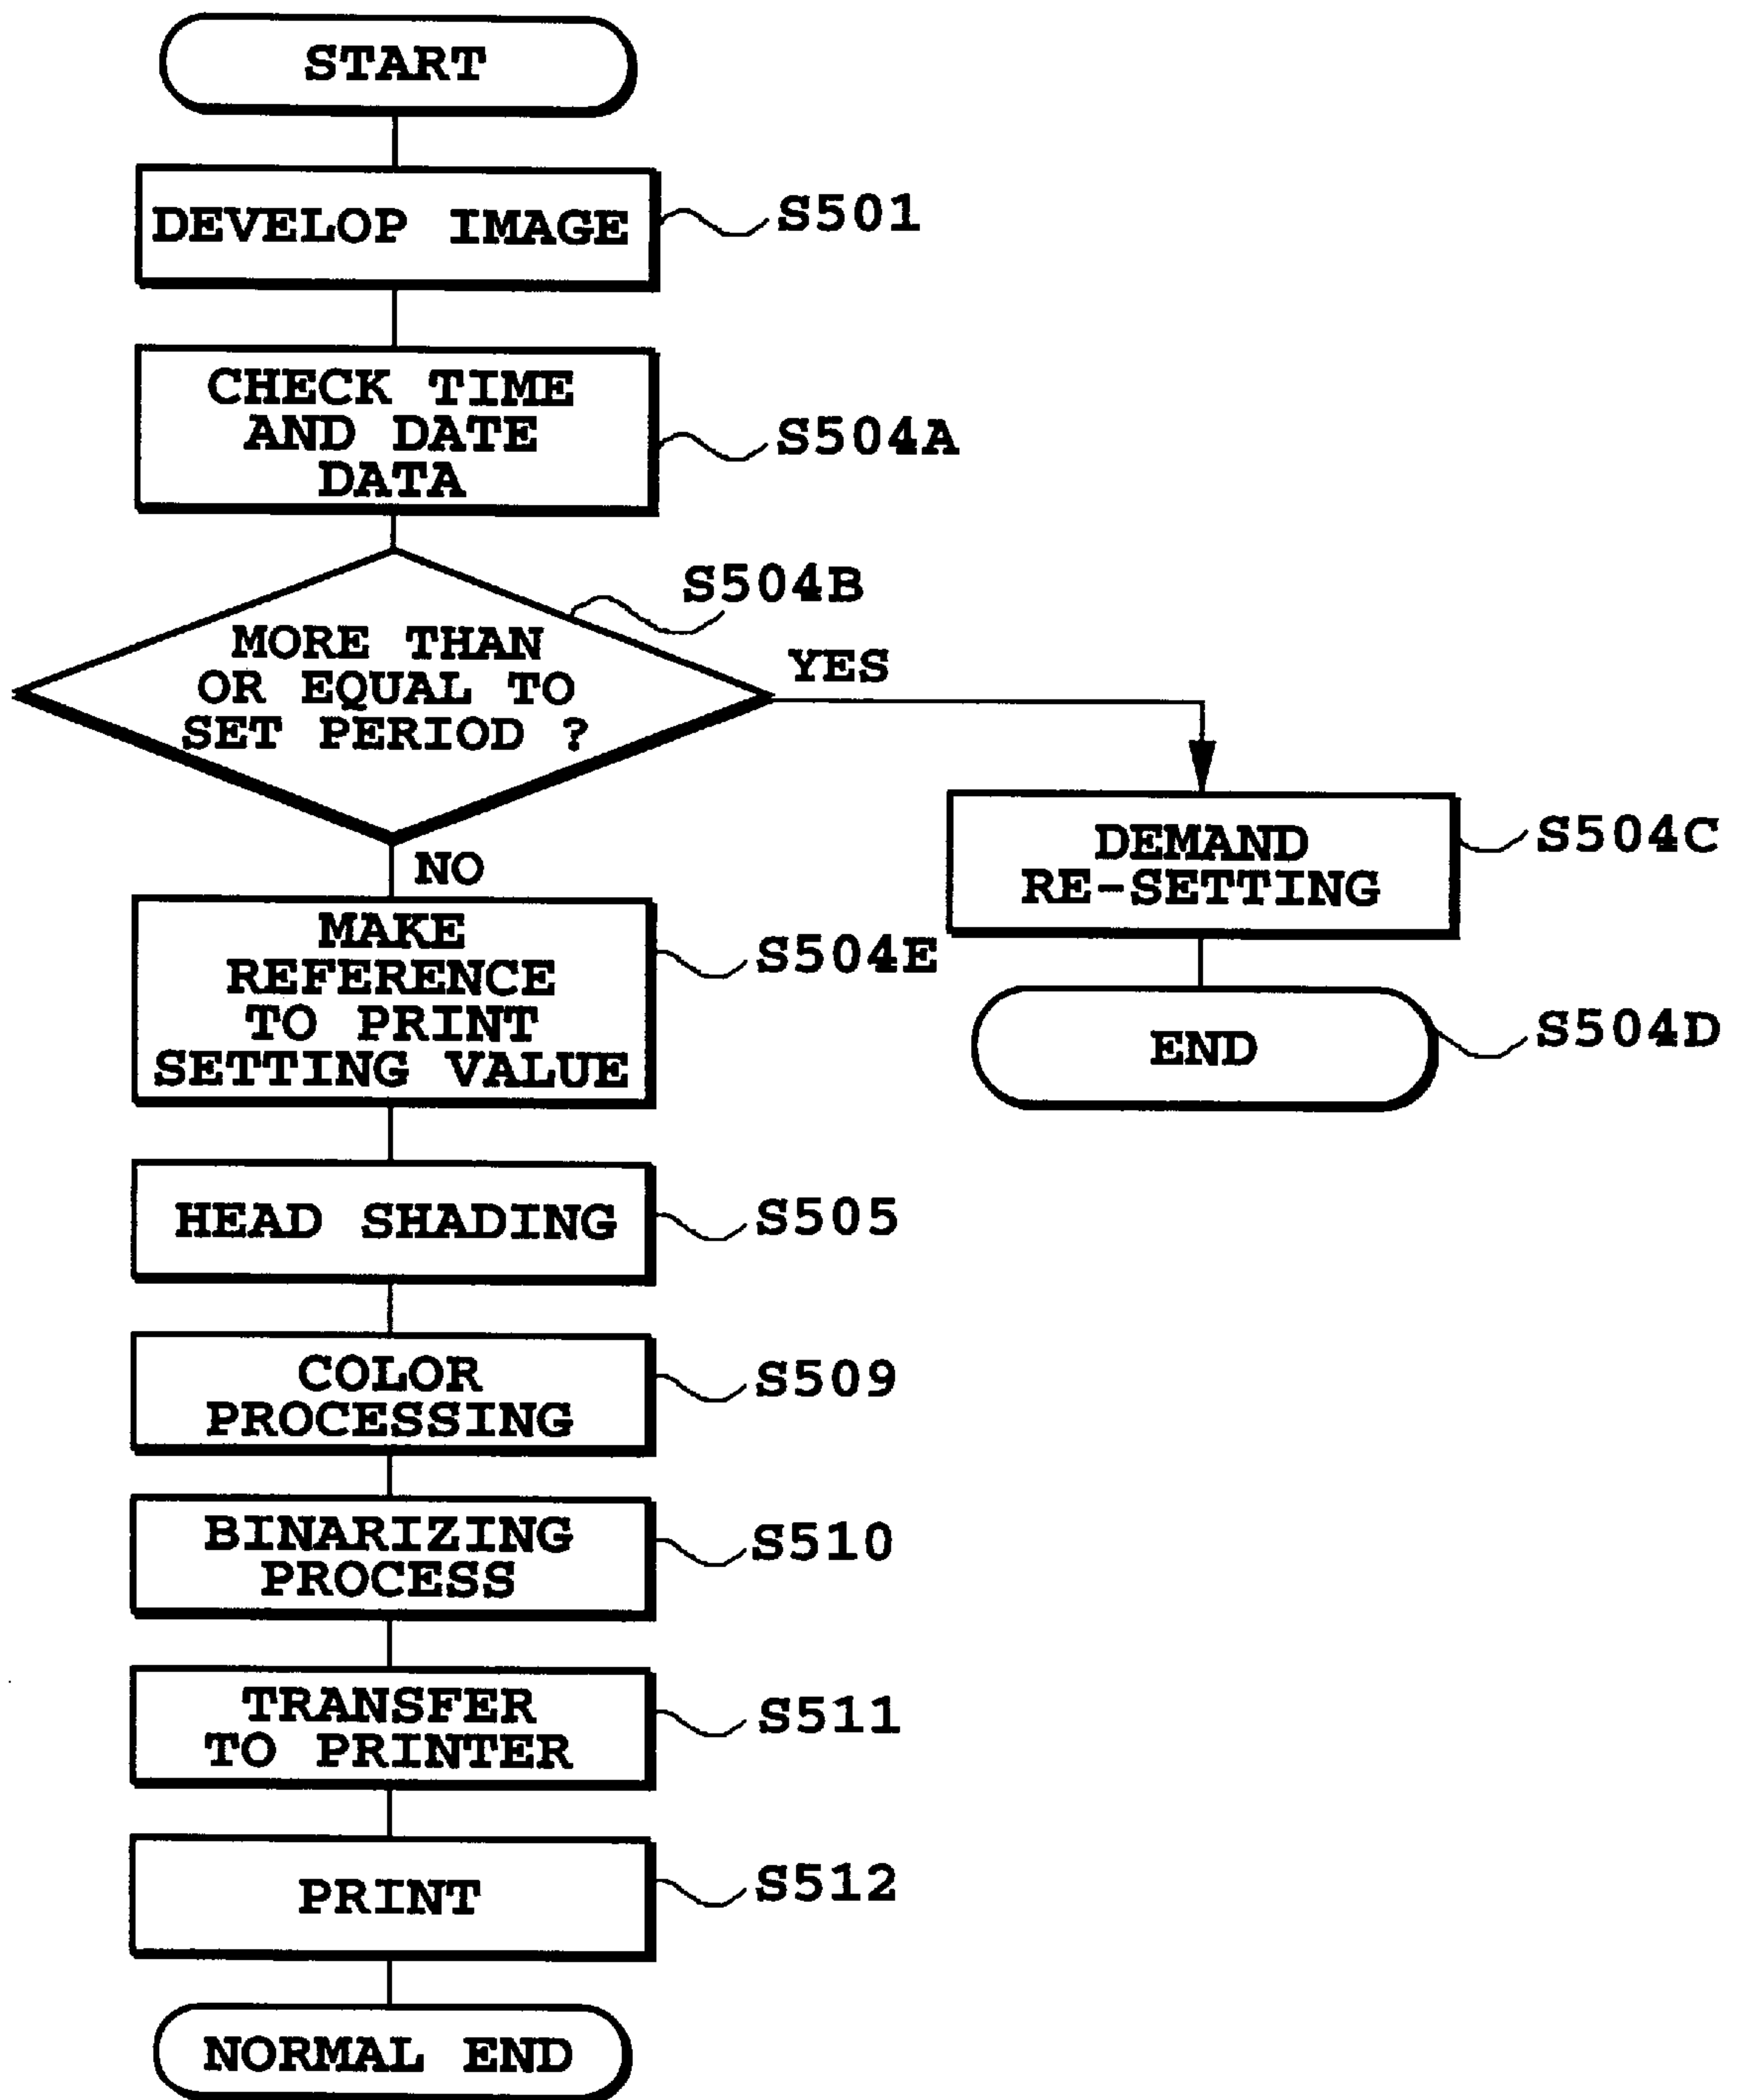 START
DEVELOP IMAGE
S501
CHECK TIME
AND DATE
DATA
S504A
S504B
MORE THAN
OR EQUAL TO
SET PERIOD ?
YES
NO
DEMAND
RE-SETTING
S504C
END
S504D
MAKE
REFERENCE
TO PRINT
SETTING VALUE
S504E
HEAD SHADING
S505
COLOR
PROCESSING
S509
BINARIZING
PROCESS
S510
TRANSFER
TO PRINTER
S511
PRINT
S512
NORMAL END